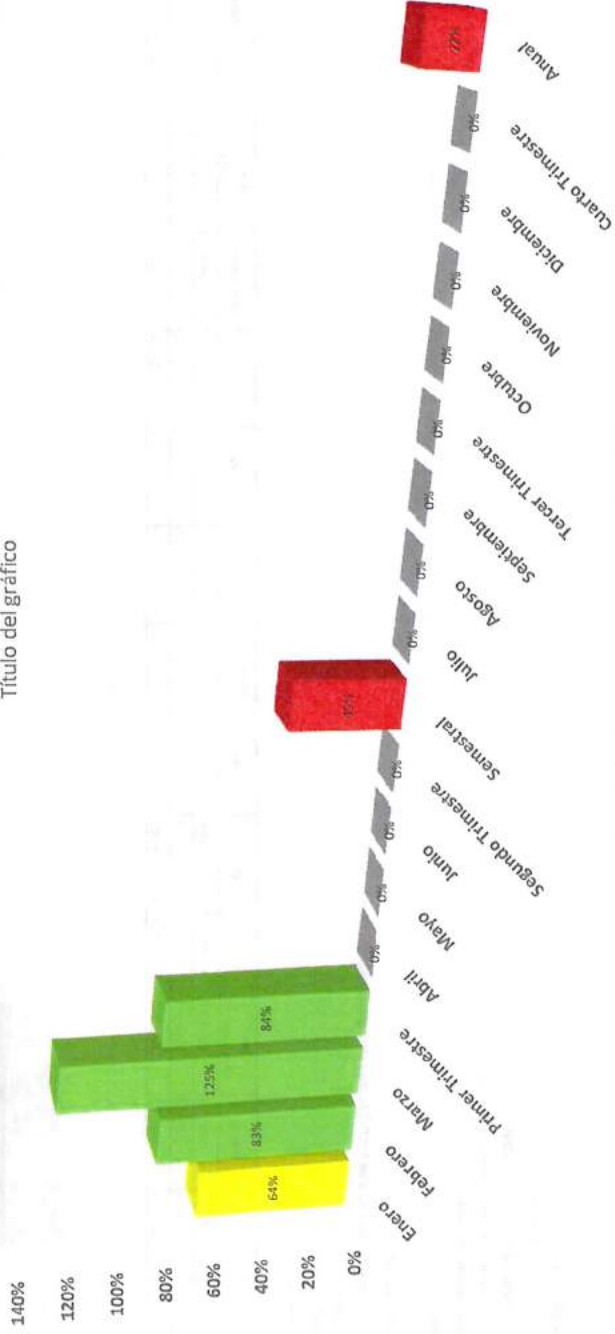 Título del gráfico
140%
120%
100%
80%
60%
40%
20%
0%
64%
83%
125%
84%
0%
0%
0%
0%
45%
0%
0%
0%
0%
0%
0%
0%
0%
22%
Enero
Febrero
Marzo
Primer Trimestre
Abril
Mayo
Junio
Segundo Trimestre
Semestral
Julio
Agosto
Septiembre
Tercer Trimestre
Octubre
Noviembre
Diciembre
Cuarto Trimestre
Anual